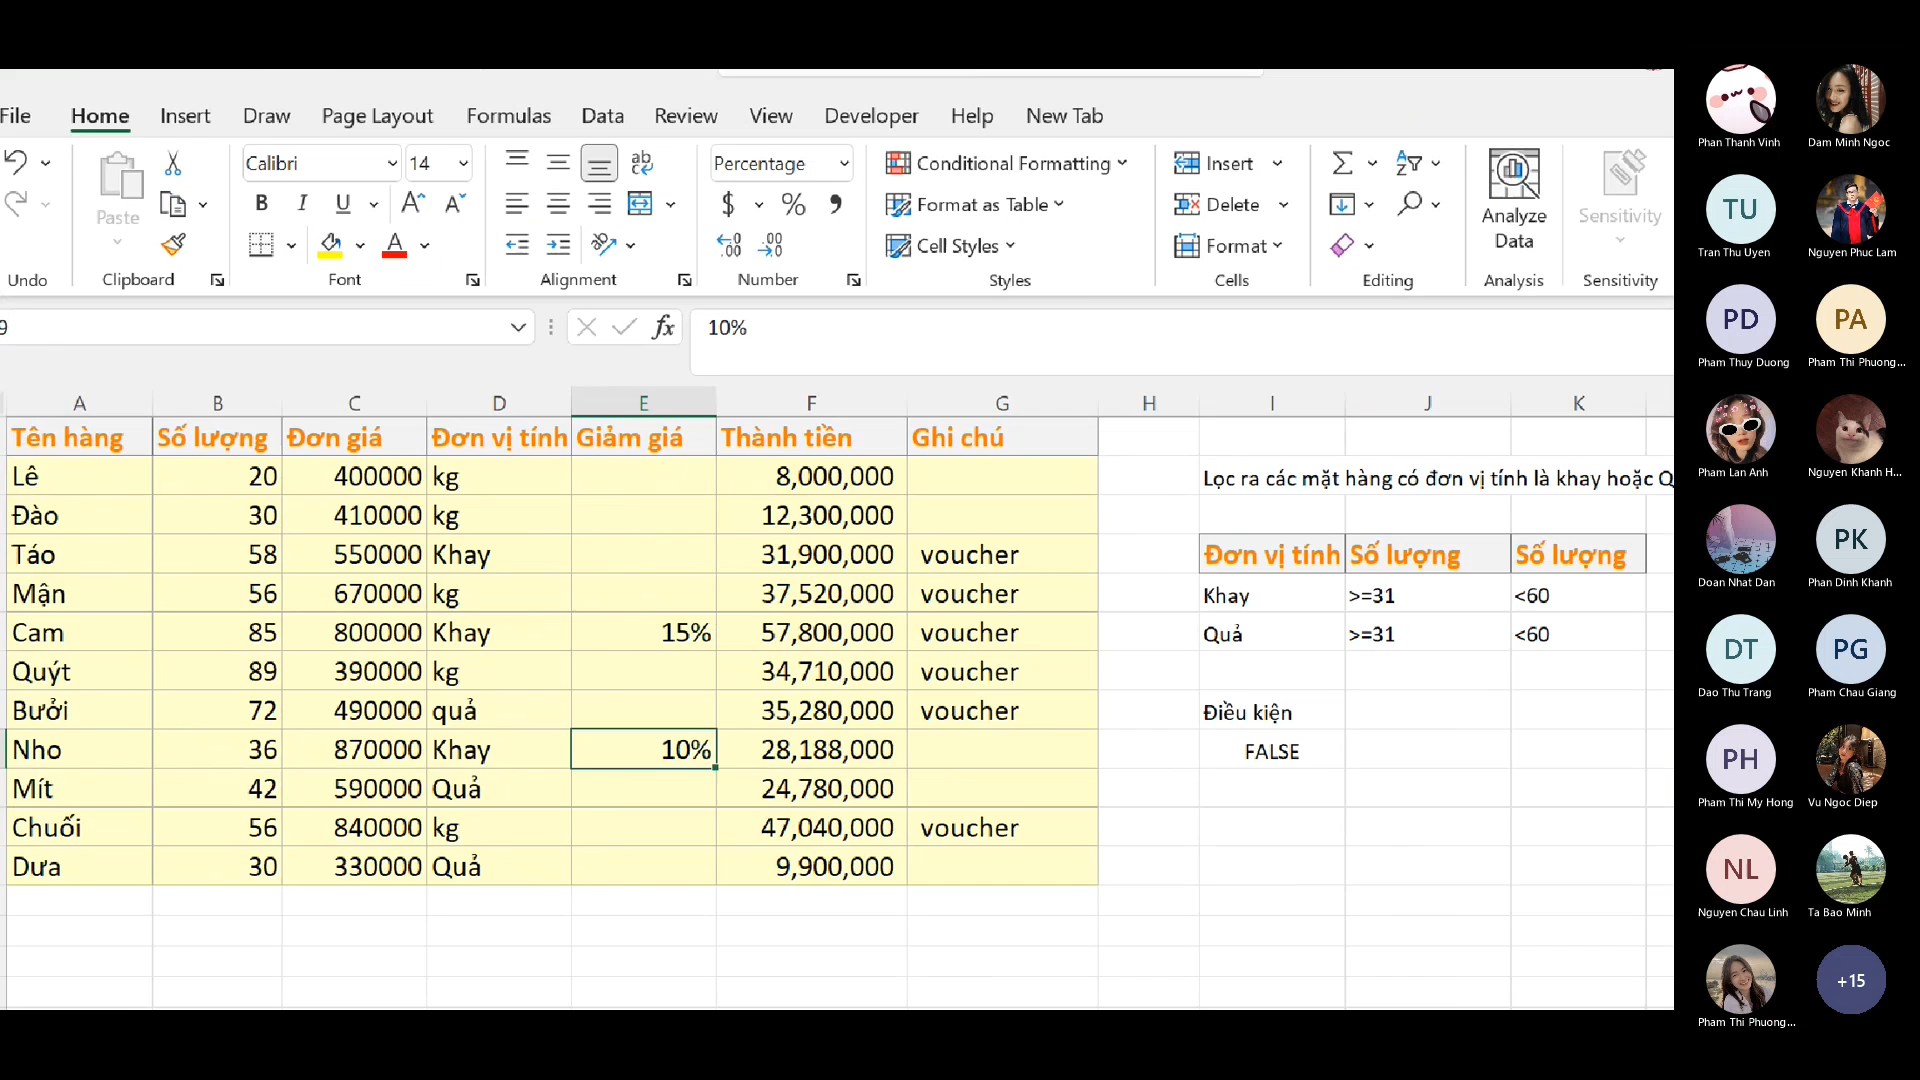 File Home Insert Draw Page Layout Formulas Data Review View Developer Help New Tab
Calibri 14 ab Percentage Conditional Formatting Insert
Paste B I U A A $ % Format as Table Delete Analyze Data Sensitivity
A Cell Styles Format
Undo Clipboard Font Alignment Number Styles Cells Editing Analysis Sensitivity
9 fx 10%
A B C D E F G H I J K
Tên hàng Số lượng Đơn giá Đơn vị tính Giảm giá Thành tiền Ghi chú
Lê 20 400000 kg 8,000,000 Lọc ra các mặt hàng có đơn vị tính là khay hoặc Q
Đào 30 410000 kg 12,300,000
Táo 58 550000 Khay 31,900,000 voucher Đơn vị tính Số lượng Số lượng
Mận 56 670000 kg 37,520,000 voucher Khay >=31 <60
Cam 85 800000 Khay 15% 57,800,000 voucher Quả >=31 <60
Quýt 89 390000 kg 34,710,000 voucher
Bưởi 72 490000 quả 35,280,000 voucher Điều kiện
Nho 36 870000 Khay 10% 28,188,000 FALSE
Mít 42 590000 Quả 24,780,000
Chuối 56 840000 kg 47,040,000 voucher
Dưa 30 330000 Quả 9,900,000
Phan Thanh Vinh Dam Minh Ngoc
TU
Tran Thu Uyen Nguyen Phuc Lam
PD PA
Pham Thuy Duong Pham Thi Phuong...
Pham Lan Anh Nguyen Khanh H...
PK
Doan Nhat Dan Phan Dinh Khanh
DT PG
Dao Thu Trang Pham Chau Giang
PH
Pham Thi My Hong Vu Ngoc Diep
NL
Nguyen Chau Linh Ta Bao Minh
+15
Pham Thi Phuong...